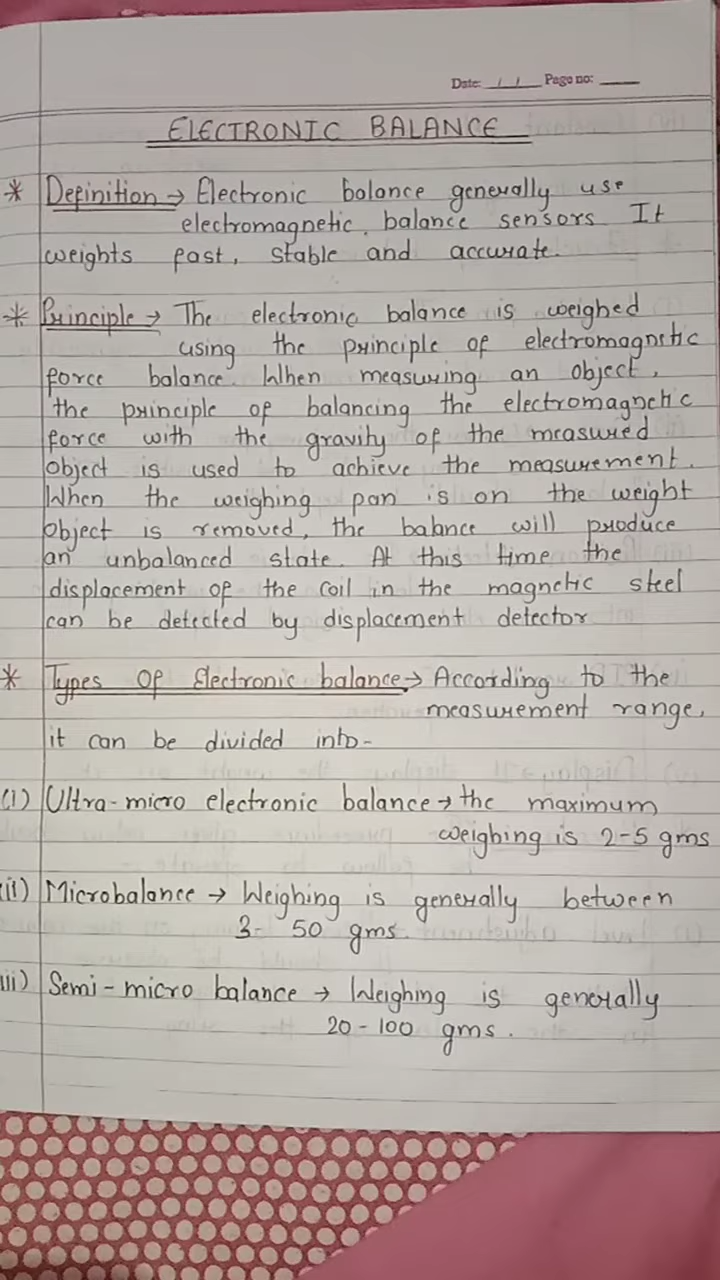 Date: __/__/__ Page no: ____
ELECTRONIC BALANCE
* Definition → Electronic balance generally use
electromagnetic balance sensors It
weights fast, stable and accurate.
* Principle → The electronic balance is weighed
using the principle of electromagnetic
force balance. When measuring an object,
the principle of balancing the electromagnetic
force with the gravity of the measured
object is used to achieve the measurement.
When the weighing pan is on the weight
object is removed, the balance will produce
an unbalanced state. At this time the
displacement of the coil in the magnetic steel
can be detected by displacement detector
* Types Of Electronic balance → According to the
measurement range,
it can be divided into-
(i) Ultra-micro electronic balance → the maximum
weighing is 2-5 gms
(ii) Microbalance → Weighing is generally between
3- 50 gms.
iii) Semi-micro balance → Weighing is generally
20-100 gms.